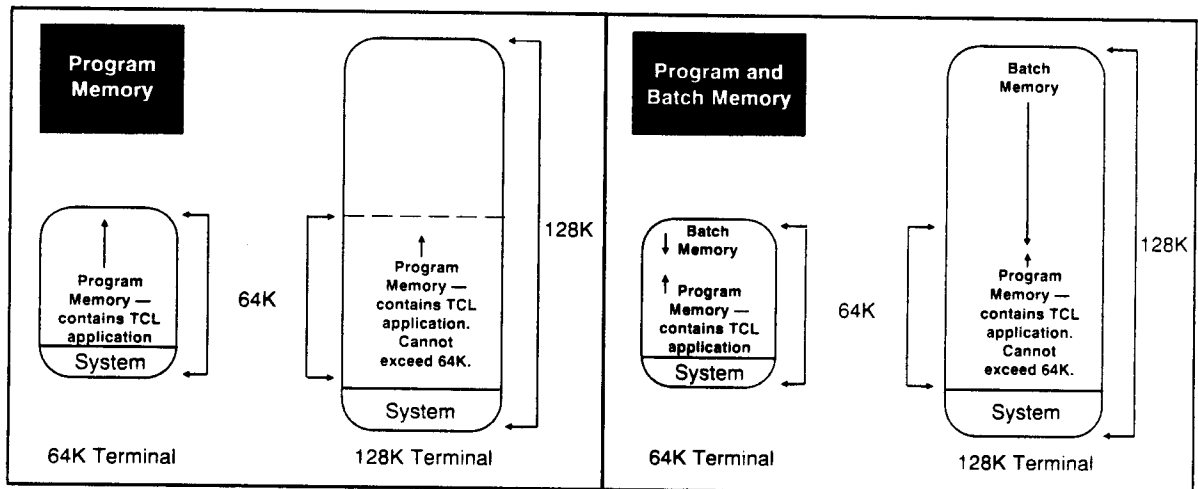 Program
Memory
Program
Memory —
contains TCL
application
System
64K Terminal
64K
Program
Memory —
contains TCL
application.
Cannot
exceed 64K.
System
128K Terminal
128K
Program and
Batch Memory
Batch
Memory
Program
Memory —
contains TCL
application
System
64K Terminal
64K
Batch
Memory
Program
Memory —
contains TCL
application.
Cannot
exceed 64K.
System
128K Terminal
128K